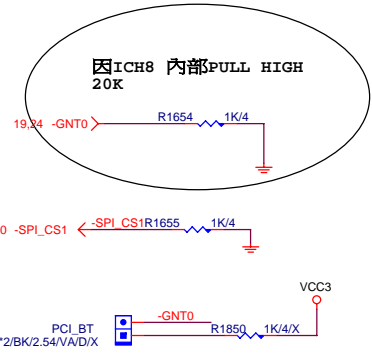 因ICH8 內部PULL HIGH
20K
19,24 -GNT0 R1654 1K/4
0 -SPI_CS1 -SPI_CS1 R1655 1K/4
VCC3
-GNT0
PCI_BT R1850 1K/4/X
*2/BK/2.54/VA/D/X